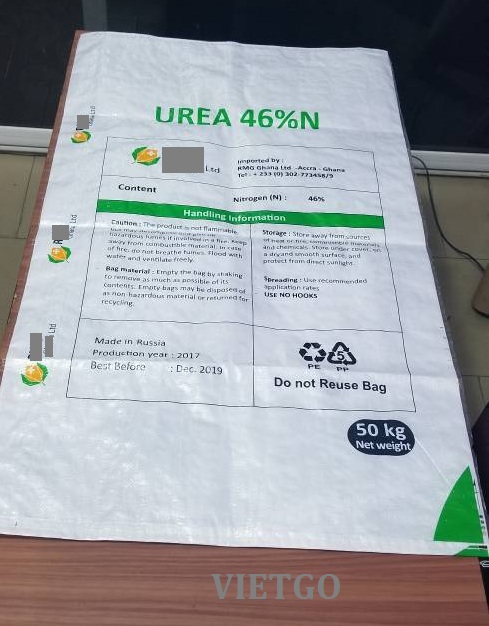 UREA 46%N
Ltd
Imported by :
RMG Ghana Ltd -Accra - Ghana
Tel : + 233 (0) 302-773458/9
Content
Nitrogen (N) : 46%
Handling Information
Caution : The product is not flammable,
but may
hazardous fumes if involved in a fire. Keep
away from combustible material. In case
of fire, do not breathe fumes. Flood with
water and ventilate freely.
Bag material : Empty the bag by shaking
to remove as much as possible of its
contents. Empty bags may be disposed of
as non-hazardous material or returned for
recycling.
Storage : Store away from sources
of heat or fire, combustible materials
and chemicals. Store under cover, on
a dry and smooth surface, and
protect from direct sunlight.
Spreading : Use recommended
application rates
USE NO HOOKS
Made in Russia
Production year : 2017
Best Before : Dec. 2019
5
PE PP
Do not Reuse Bag
50 kg
Net weight
Ltd
VIETGO